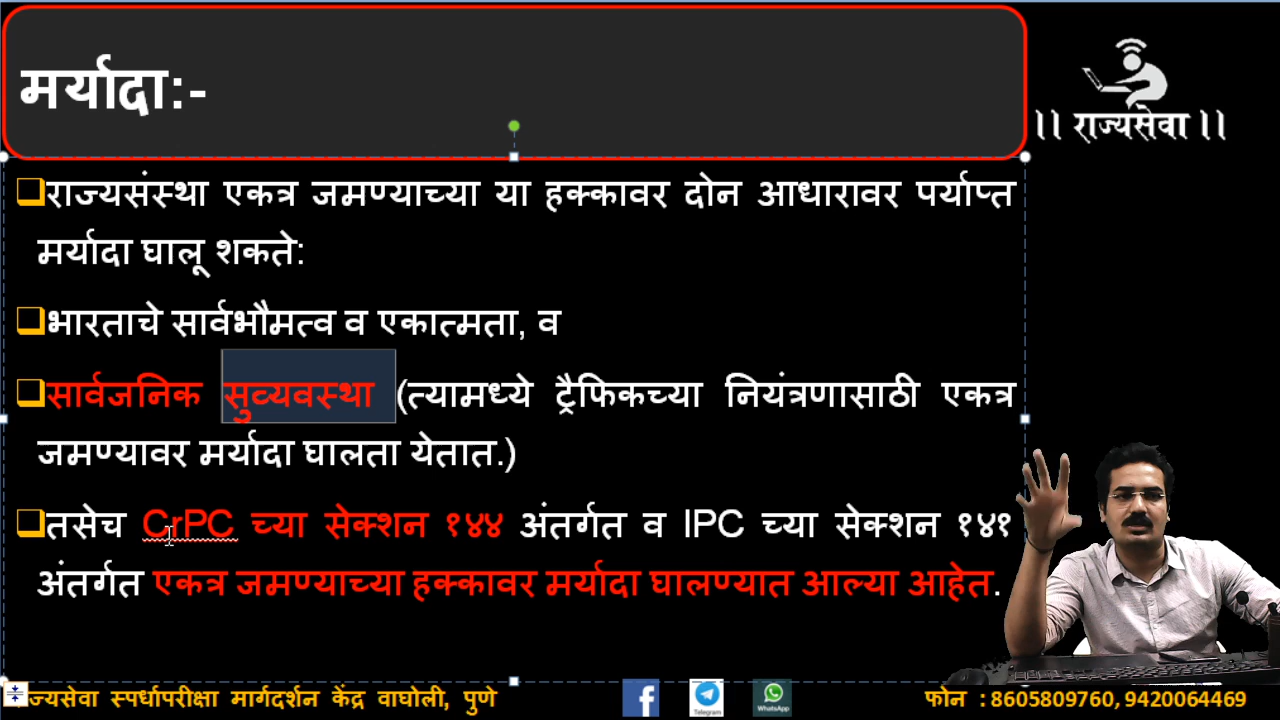 मर्यादा:-
।। राज्यसेवा ।।
राज्यसंस्था एकत्र जमण्याच्या या हक्कावर दोन आधारावर पर्याप्त
मर्यादा घालू शकते:
भारताचे सार्वभौमत्व व एकात्मता, व
सार्वजनिक सुव्यवस्था (त्यामध्ये ट्रैफिकच्या नियंत्रणासाठी एकत्र
जमण्यावर मर्यादा घालता येतात.)
तसेच CrPC च्या सेक्शन १४४ अंतर्गत व IPC च्या सेक्शन १४१
अंतर्गत एकत्र जमण्याच्या हक्कावर मर्यादा घालण्यात आल्या आहेत.
ज्यसेवा स्पर्धापरीक्षा मार्गदर्शन केंद्र वाघोली, पुणे
Telegram
WhatsApp
फोन : 8605809760, 9420064469